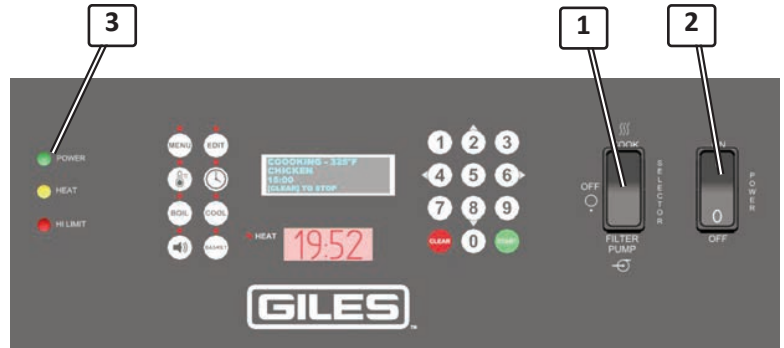 3
1
2
POWER
HEAT
HI LIMIT
MENU EDIT
BOIL COOL
BASKET
COOOKING - 325°F
CHICKEN
15:00
[CLEAR] TO STOP
HEAT 19:52
1 2 3
4 5 6
7 8 9
CLEAR 0 START
GILES
TM
COOK
OFF
SELECTOR
FILTER
PUMP
ON
0
OFF
POWER